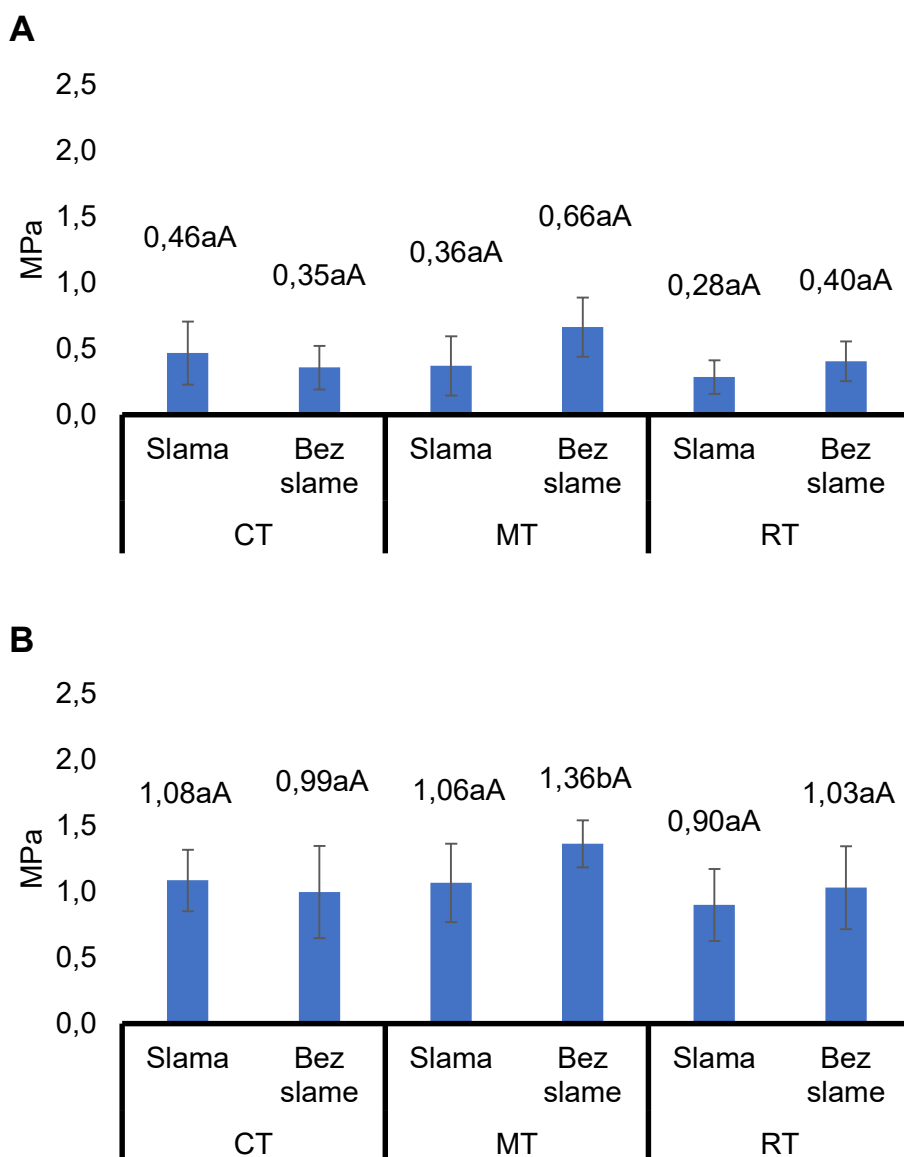 A
2,5
2,0
1,5
1,0
0,5
0,0
MPa
0,46aA
0,35aA
0,36aA
0,66aA
0,28aA
0,40aA
Slama
Bez
slame
Slama
Bez
slame
Slama
Bez
slame
CT
MT
RT
B
2,5
2,0
1,5
1,0
0,5
0,0
MPa
1,08aA
0,99aA
1,06aA
1,36bA
0,90aA
1,03aA
Slama
Bez
slame
Slama
Bez
slame
Slama
Bez
slame
CT
MT
RT